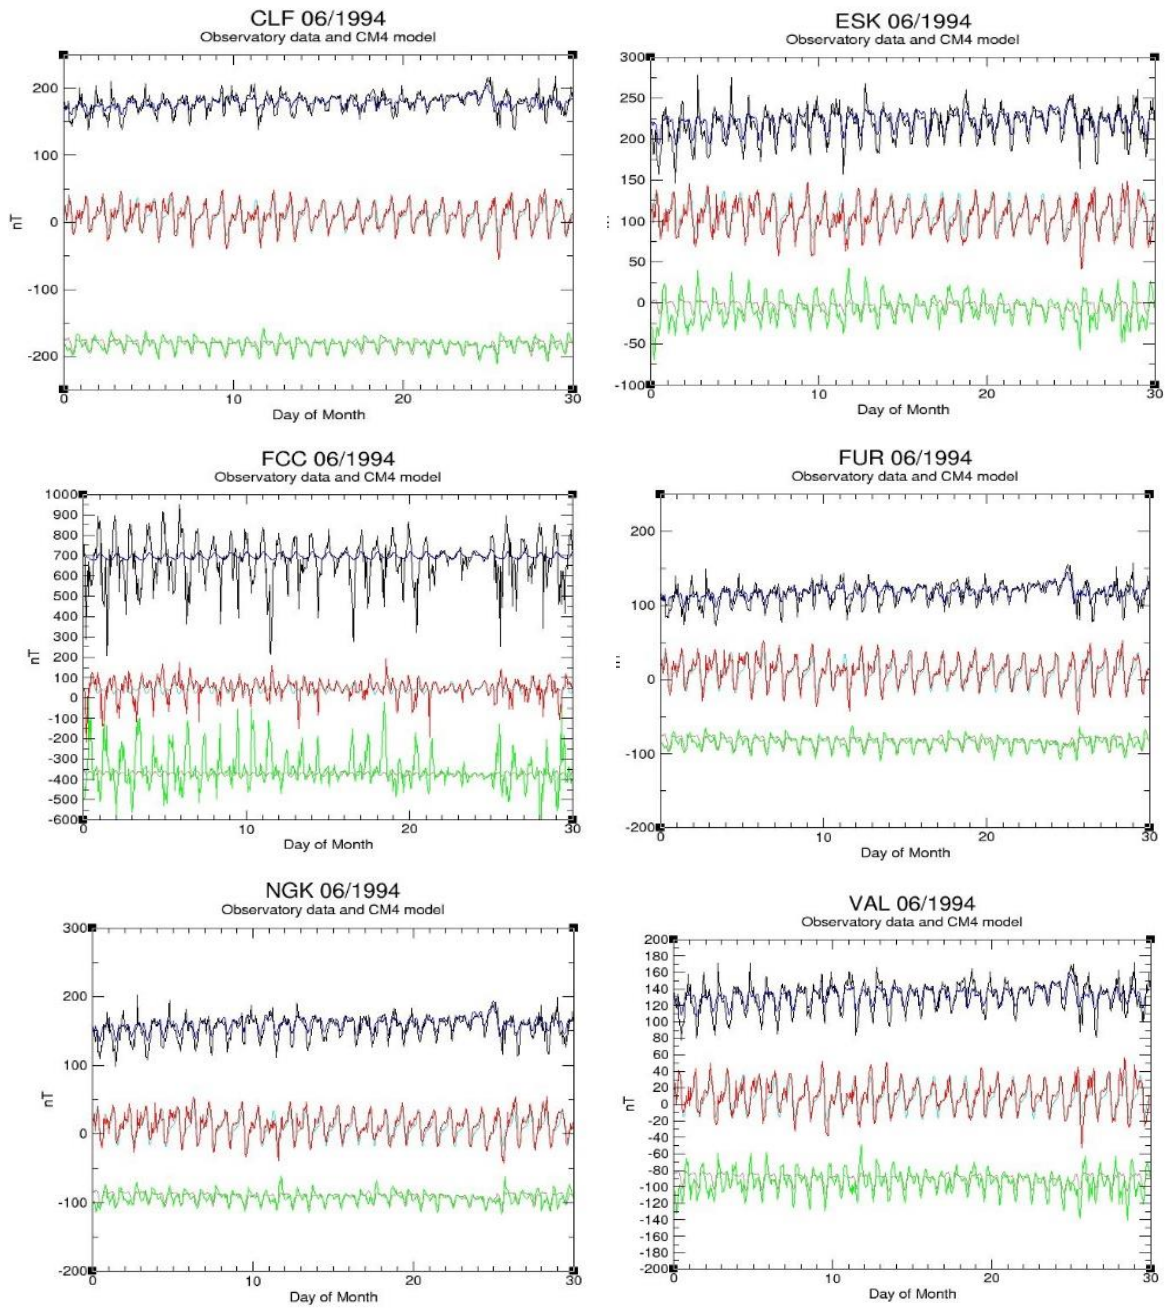 CLF 06/1994
Observatory data and CM4 model
200
100
0
-100
-200
nT
0 10 20 30
Day of Month
ESK 06/1994
Observatory data and CM4 model
300
250
200
150
100
50
0
-50
-100
0 10 20 30
Day of Month
FCC 06/1994
Observatory data and CM4 model
1000
900
800
700
600
500
400
300
200
100
0
-100
-200
-300
-400
-500
-600
nT
0 10 20 30
Day of Month
FUR 06/1994
Observatory data and CM4 model
200
100
0
-100
-200
0 10 20 30
Day of Month
NGK 06/1994
Observatory data and CM4 model
300
200
100
0
-100
-200
nT
0 10 20 30
Day of Month
VAL 06/1994
Observatory data and CM4 model
200
180
160
140
120
100
80
60
40
20
0
-20
-40
-60
-80
-100
-120
-140
-160
-180
-200
nT
0 10 20 30
Day of Month